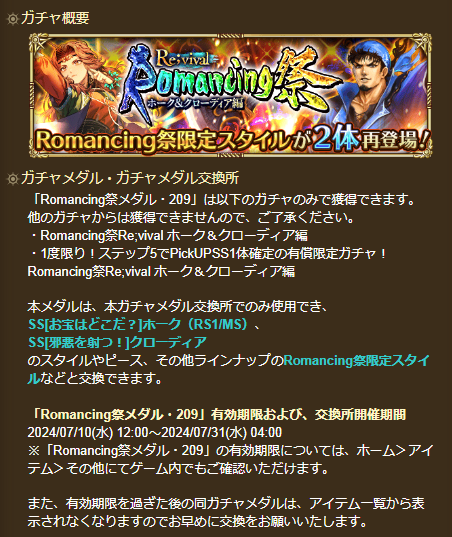 ガチャ概要
Re;vival
Romancing祭
ホーク&クローディア編
Romancing祭限定スタイルが2体再登場!
ガチャメダル・ガチャメダル交換所
「Romancing祭メダル・209」は以下のガチャのみで獲得できます。
他のガチャからは獲得できませんので、ご了承ください。
・Romancing祭Re;vival ホーク&クローディア編
・1度限り!ステップ5でPickUPSS1体確定の有償限定ガチャ!
Romancing祭Re;vival ホーク&クローディア編
本メダルは、本ガチャメダル交換所でのみ使用でき、
SS[お宝はどこだ?]ホーク(RS1/MS)、
SS[邪悪を射つ!]クローディア
のスタイルやピース、その他ラインナップのRomancing祭限定スタイ
ルなどと交換できます。
「Romancing祭メダル・209」有効期限および、交換所開催期間
2024/07/10(水) 12:00～2024/07/31(水) 04:00
※「Romancing祭メダル・209」の有効期限については、ホーム＞アイ
テム＞その他にてゲーム内でもご確認いただけます。
また、有効期限を過ぎた後の同ガチャメダルは、アイテム一覧から表
示されなくなりますのでお早めに交換をお願いいたします。